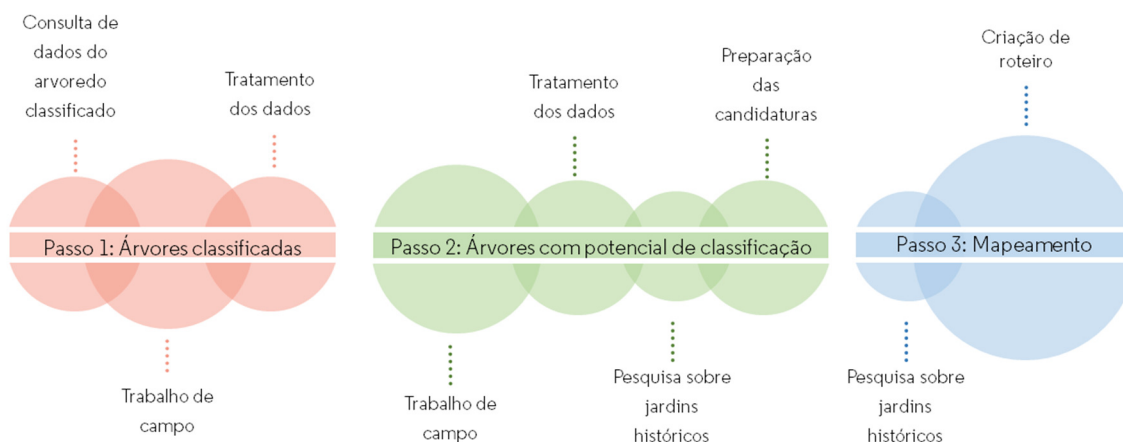 Consulta de
dados do
arvoredo
classificado
Tratamento
dos dados
Passo 1: Árvores classificadas
Trabalho de
campo
Tratamento
dos dados
Preparação
das
candidaturas
Passo 2: Árvores com potencial de classificação
Trabalho de
campo
Pesquisa sobre
jardins
históricos
Criação de
roteiro
Passo 3: Mapeamento
Pesquisa sobre
jardins
históricos